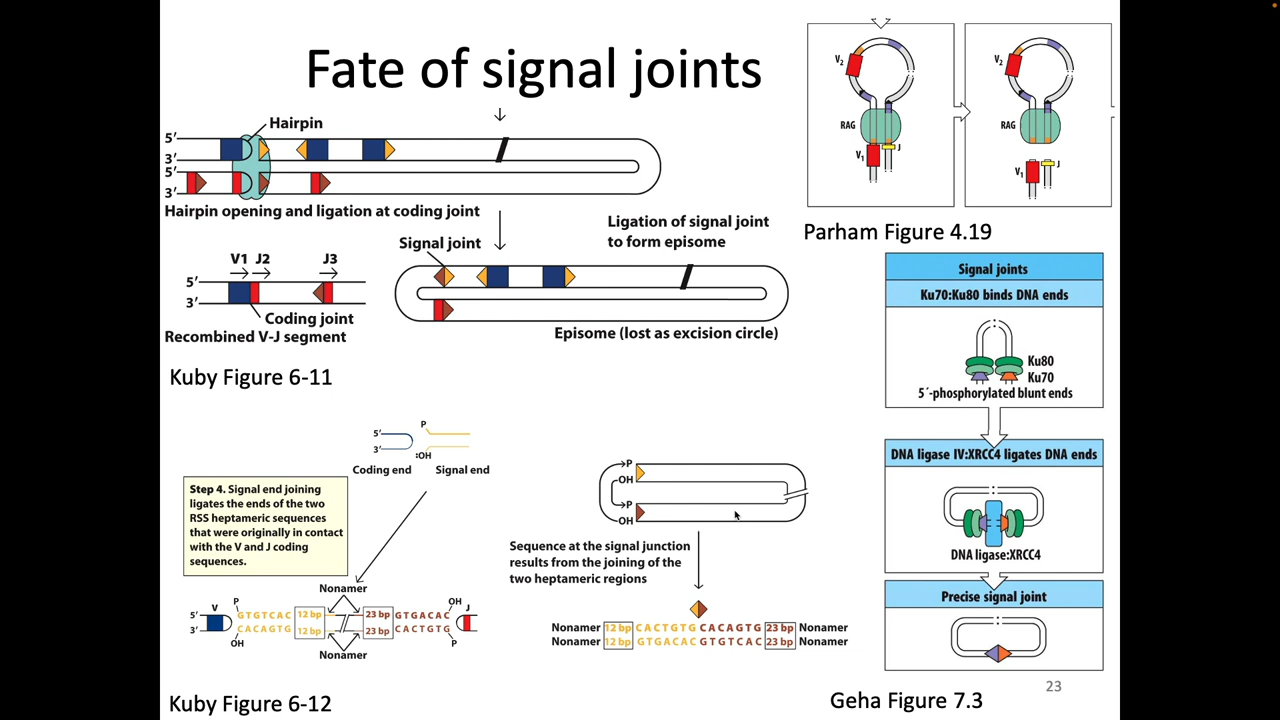 Fate of signal joints
Hairpin
5′
3′
5′
3′
Hairpin opening and ligation at coding joint
Signal joint
Ligation of signal joint
to form episome
V1 J2 J3
5′
3′
Coding joint
Recombined V-J segment
Episome (lost as excision circle)
Kuby Figure 6-11
V2
RAG
V1
J
V2
RAG
V1
J
Parham Figure 4.19
Signal joints
Ku70:Ku80 binds DNA ends
Ku80
Ku70
5´-phosphorylated blunt ends
DNA ligase IV:XRCC4 ligates DNA ends
DNA ligase:XRCC4
Precise signal joint
Geha Figure 7.3
5′
3′
P
:OH
Coding end Signal end
Step 4. Signal end joining
ligates the ends of the two
RSS heptameric sequences
that were originally in contact
with the V and J coding
sequences.
Nonamer
V P OH J
5′ GTGTCAC 12 bp 23 bp GTGACAC
3′ CACAGTG 12 bp 23 bp CACTGTG
OH P
Nonamer
P
OH
P
OH
Sequence at the signal junction
results from the joining of the
two heptameric regions
Nonamer 12 bp CACTGTG CACAGTG 23 bp Nonamer
Nonamer 12 bp GTGACAC GTGTCAC 23 bp Nonamer
Kuby Figure 6-12
23